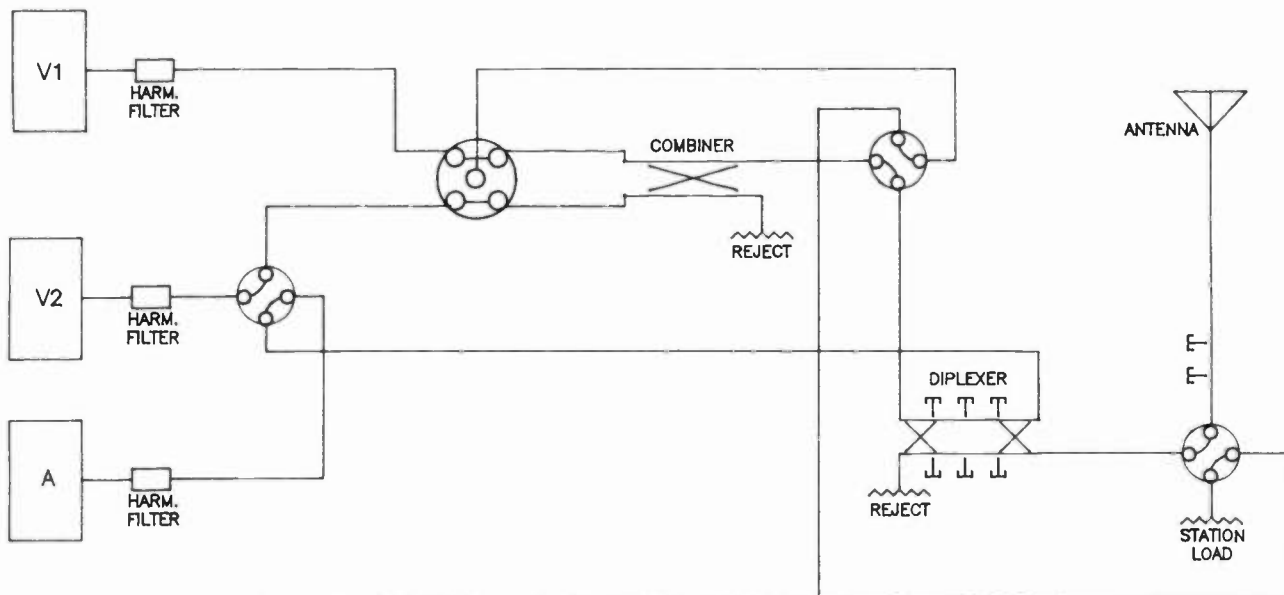 V1
HARM.
FILTER
COMBINER
ANTENNA
REJECT
V2
HARM.
FILTER
DIPLEXER
A
HARM.
FILTER
REJECT
STATION
LOAD